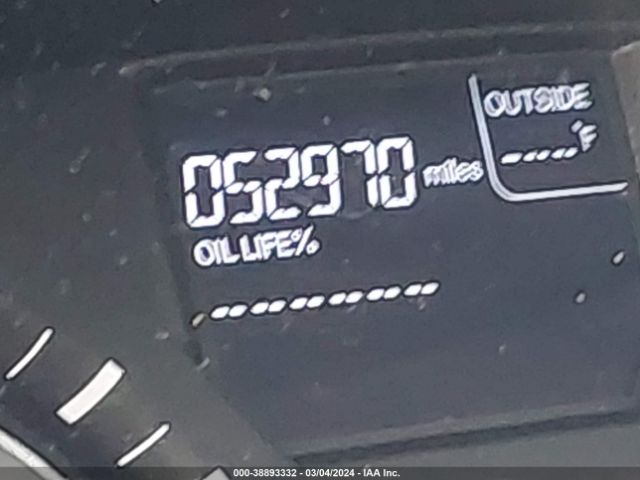 OUTSIDE
----°F
052970 miles
OIL LIFE%
000-38893332 - 03/04/2024 - IAA Inc.